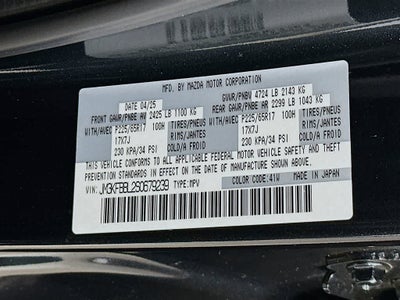 MFD. BY MAZDA MOTOR CORPORATION
DATE 04/25 GVWR/PNBV 4724 LB 2143 KG
FRONT GAWR/PNBE AV 2425 LB 1100 KG REAR GAWR/PNBE AR 2299 LB 1043 KG
WITH/AVEC P225/65R17 100H TIRES/PNEUS WITH/AVEC P225/65R17 100H TIRES/PNEUS
17X7J RIMS/JANTES 17X7J RIMS/JANTES
230 KPA/34 PSI COLD/A FROID 230 KPA/34 PSI COLD/A FROID
THIS VEHICLE CONFORMS TO ALL APPLICABLE FEDERAL MOTOR VEHICLE SAFETY, BUMPER, AND THEFT PREVENTION STANDARDS
IN EFFECT ON THE DATE OF MANUFACTURE SHOWN ABOVE.
VIN: TYPE:MPV COLOR CODE:41W MADE IN JAPAN